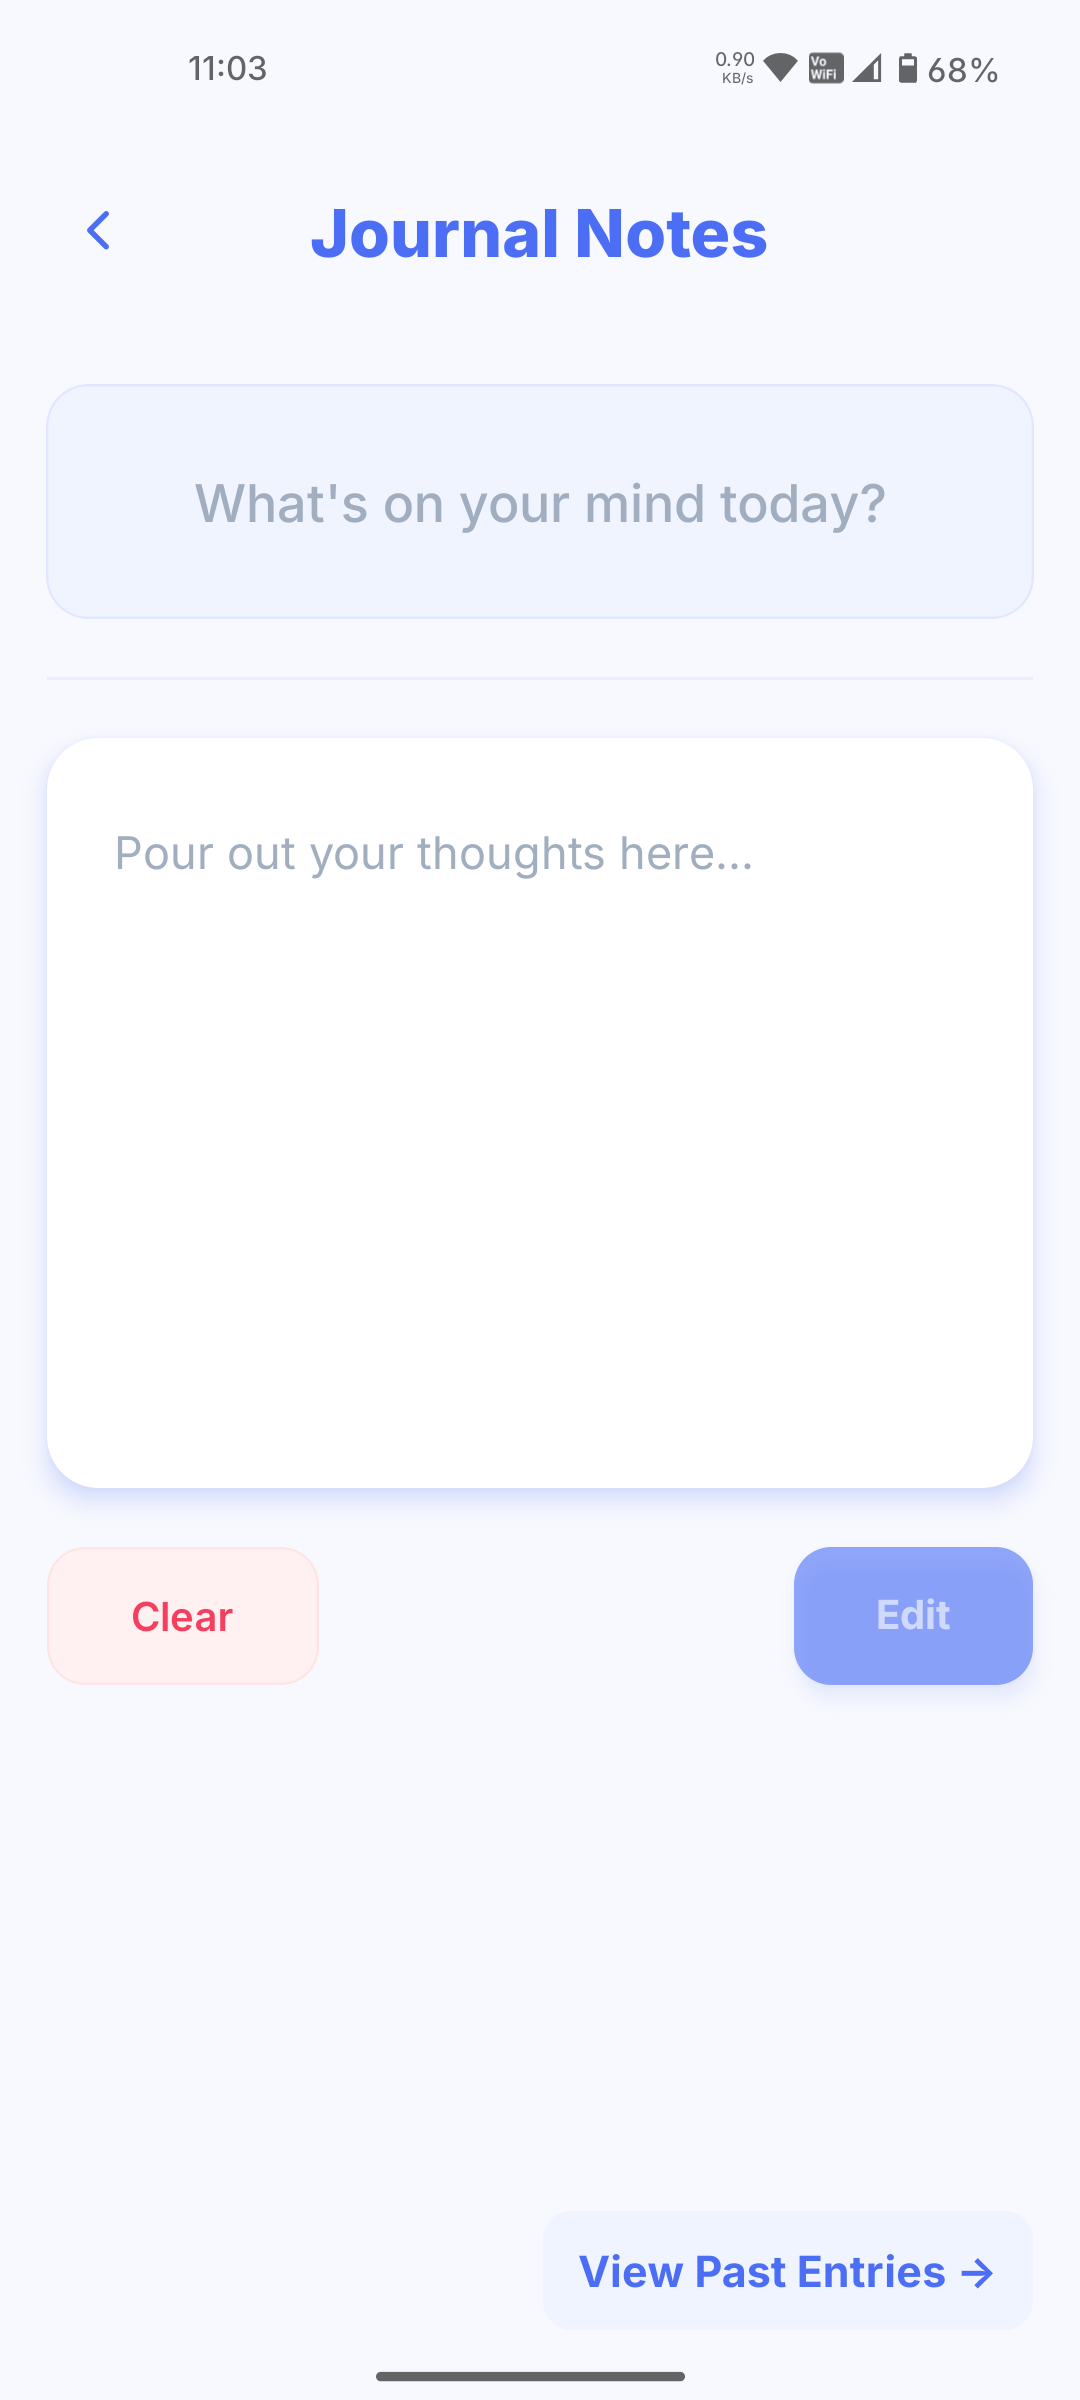 11:03
0.90
KB/s
Vo
WiFi
68%
Journal Notes
What's on your mind today?
Pour out your thoughts here...
Clear
Edit
View Past Entries →